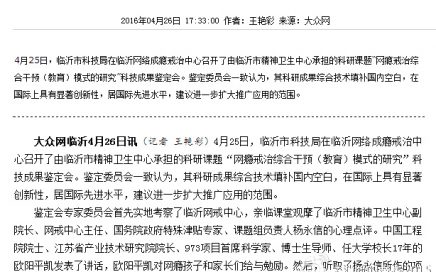 2016年04月26日 17:33:00 作者：王艳彩 来源：大众网
4月25日，临沂市科技局在临沂网络成瘾戒治中心召开了由临沂市精神卫生中心承担的科研课题“网瘾戒治综
合干预（教育）模式的研究”科技成果鉴定会。鉴定委员会一致认为，其科研成果综合技术填补国内空白，在
国际上具有显著创新性，居国际先进水平，建议进一步扩大推广应用的范围。
大众网临沂4月26日讯（记者 王艳彩）4月25日，临沂市科技局在临沂网络成瘾戒治中
心召开了由临沂市精神卫生中心承担的科研课题“网瘾戒治综合干预（教育）模式的研究”科
技成果鉴定会。鉴定委员会一致认为，其科研成果综合技术填补国内空白，在国际上具有显著
创新性，居国际先进水平，建议进一步扩大推广应用的范围。
鉴定会专家委员会首先实地考察了临沂网戒中心，亲临课堂观摩了临沂市精神卫生中心副
院长、网戒中心主任、国务院政府特殊津贴专家、课题组负责人杨永信的心理点评。中国工程
院院士、江苏省产业技术研究院院长、973项目首席科学家、博士生导师、任大学校长17年的
欧阳平凯发表了讲话，欧阳平凯对网瘾孩子和家长们给与勉励。然后，听取了杨永信所作的项